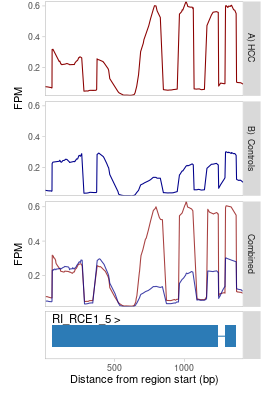 0.6
0.4
0.2
A) HCC
FPM
0.6
0.4
0.2
B) Controls
0.6
0.4
0.2
Combined
FPM
RI_RCE1_5 >
500
1000
Distance from region start (bp)